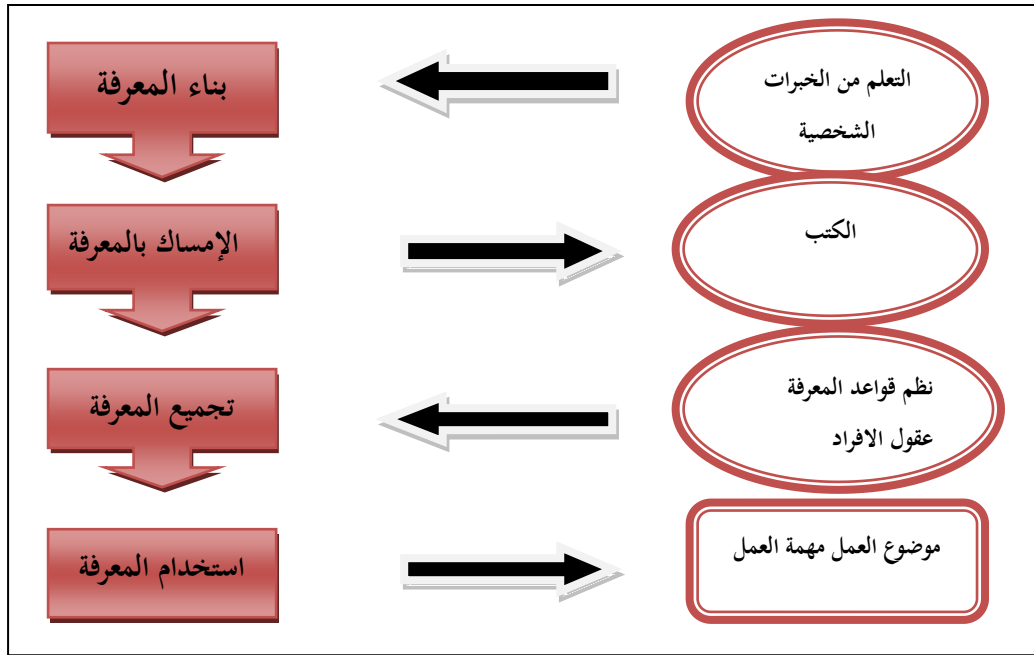 التعلم من الخبرات
الشخصية
بناء المعرفة
الكتب
الإمساك بالمعرفة
نظم قواعد المعرفة
عقول الافراد
تجميع المعرفة
موضوع العمل مهمة العمل
استخدام المعرفة